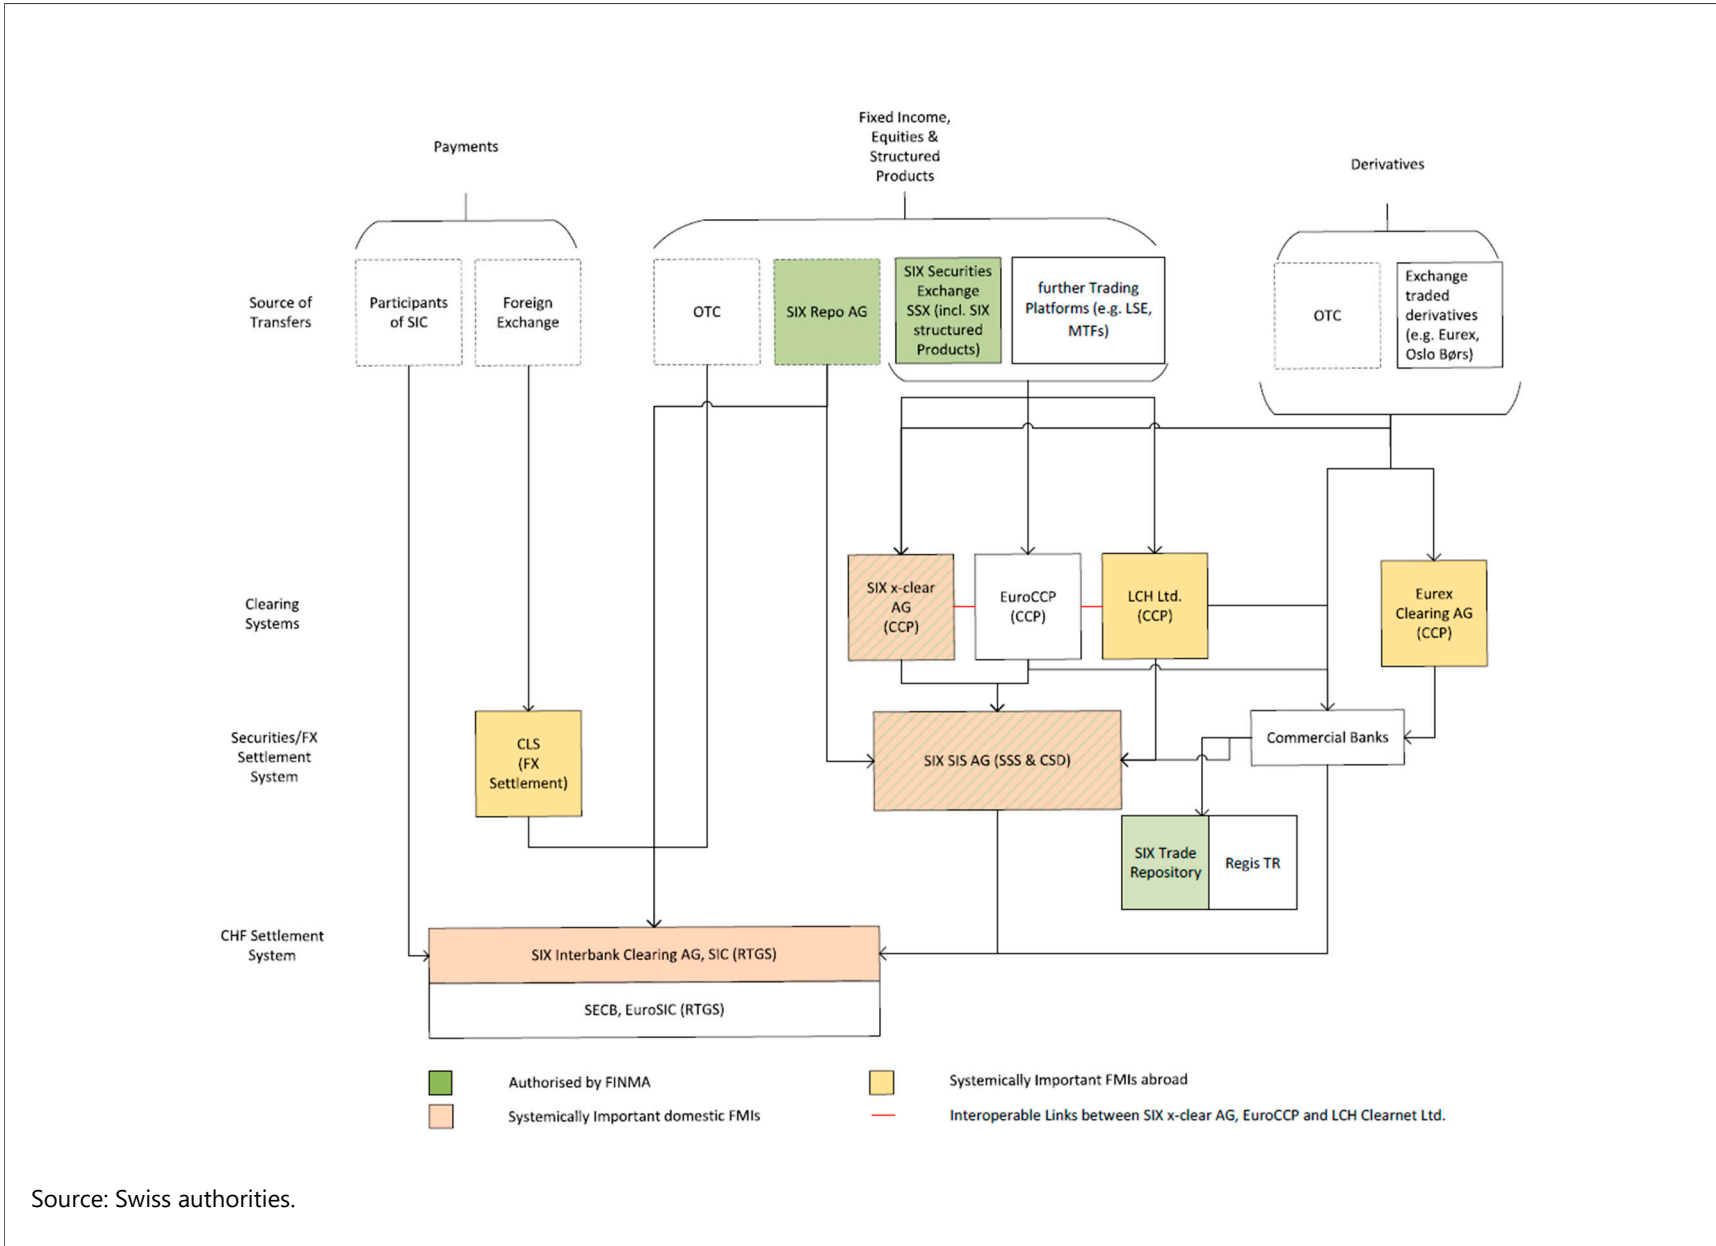 Payments
Fixed Income,
Equities &
Structured
Products
Derivatives
Source of
Transfers
Participants
of SIC
Foreign
Exchange
OTC
SIX Repo AG
SIX Securities
Exchange
SSX (incl. SIX
structured
Products)
further Trading
Platforms (e.g. LSE,
MTFs)
OTC
Exchange
traded
derivatives
(e.g. Eurex,
Oslo Børs)
Clearing
Systems
SIX x-clear
AG
(CCP)
EuroCCP
(CCP)
LCH Ltd.
(CCP)
Eurex
Clearing AG
(CCP)
Securities/FX
Settlement
System
CLS
(FX
Settlement)
SIX SIS AG (SSS & CSD)
Commercial Banks
SIX Trade
Repository
Regis TR
CHF Settlement
System
SIX Interbank Clearing AG, SIC (RTGS)
SECB, EuroSIC (RTGS)
Authorised by FINMA
Systemically Important FMIs abroad
Systemically Important domestic FMIs
Interoperable Links between SIX x-clear AG, EuroCCP and LCH Clearnet Ltd.
Source: Swiss authorities.